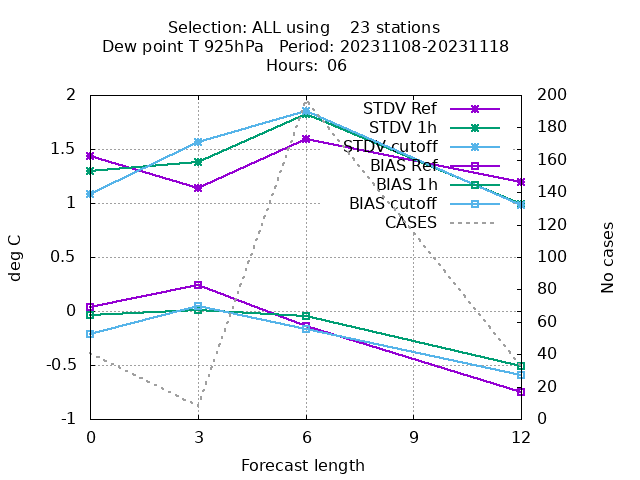 Selection: ALL using    23 stations
Dew point T 925hPa   Period: 20231108-20231118
Hours:  06
2
200
STDV Ref
180
STDV 1h
1.5
STDV cutoff
160
BIAS Ref
140
BIAS 1h
1
BIAS cutoff
120
CASES
deg C
0.5
100
No cases
80
0
60
-0.5
40
20
-1
0
0
3
6
9
12
Forecast length